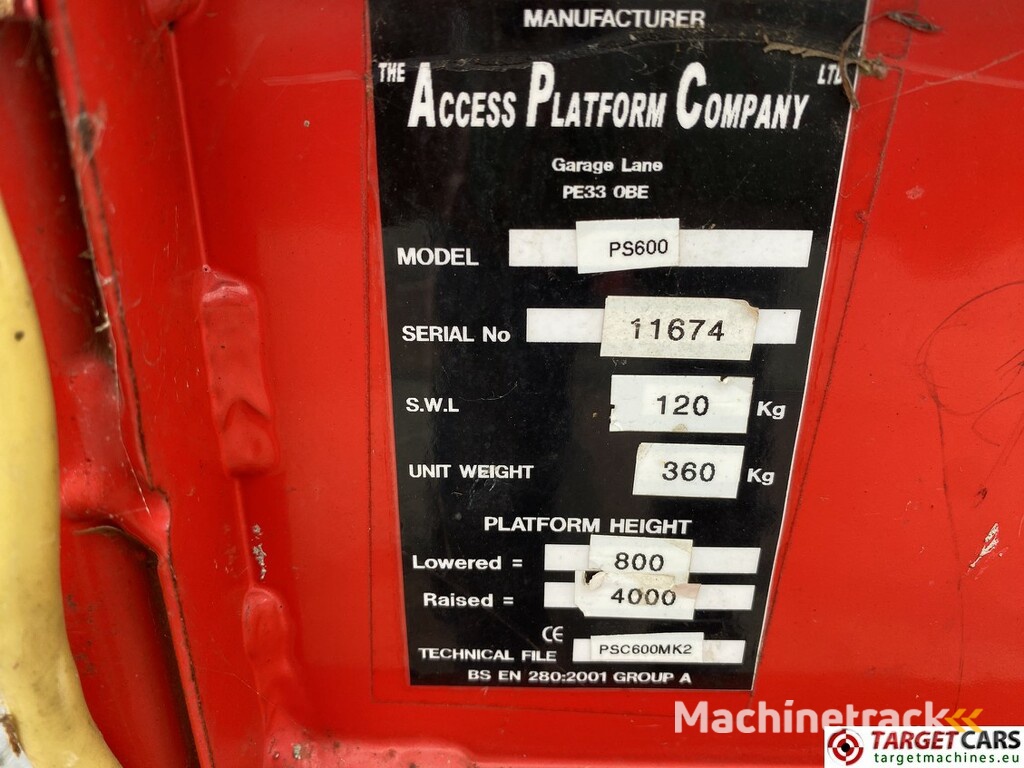 MANUFACTURER
THE ACCESS PLATFORM COMPANY LTD
Garage Lane
PE33 0BE
MODEL PS600
SERIAL No 11674
S.W.L 120 Kg
UNIT WEIGHT 360 Kg
PLATFORM HEIGHT
Lowered = 800
Raised = 4000
CE
TECHNICAL FILE PSC600MK2
BS EN 280:2001 GROUP A
Machinetrack
TARGETCARS
targetmachines.eu